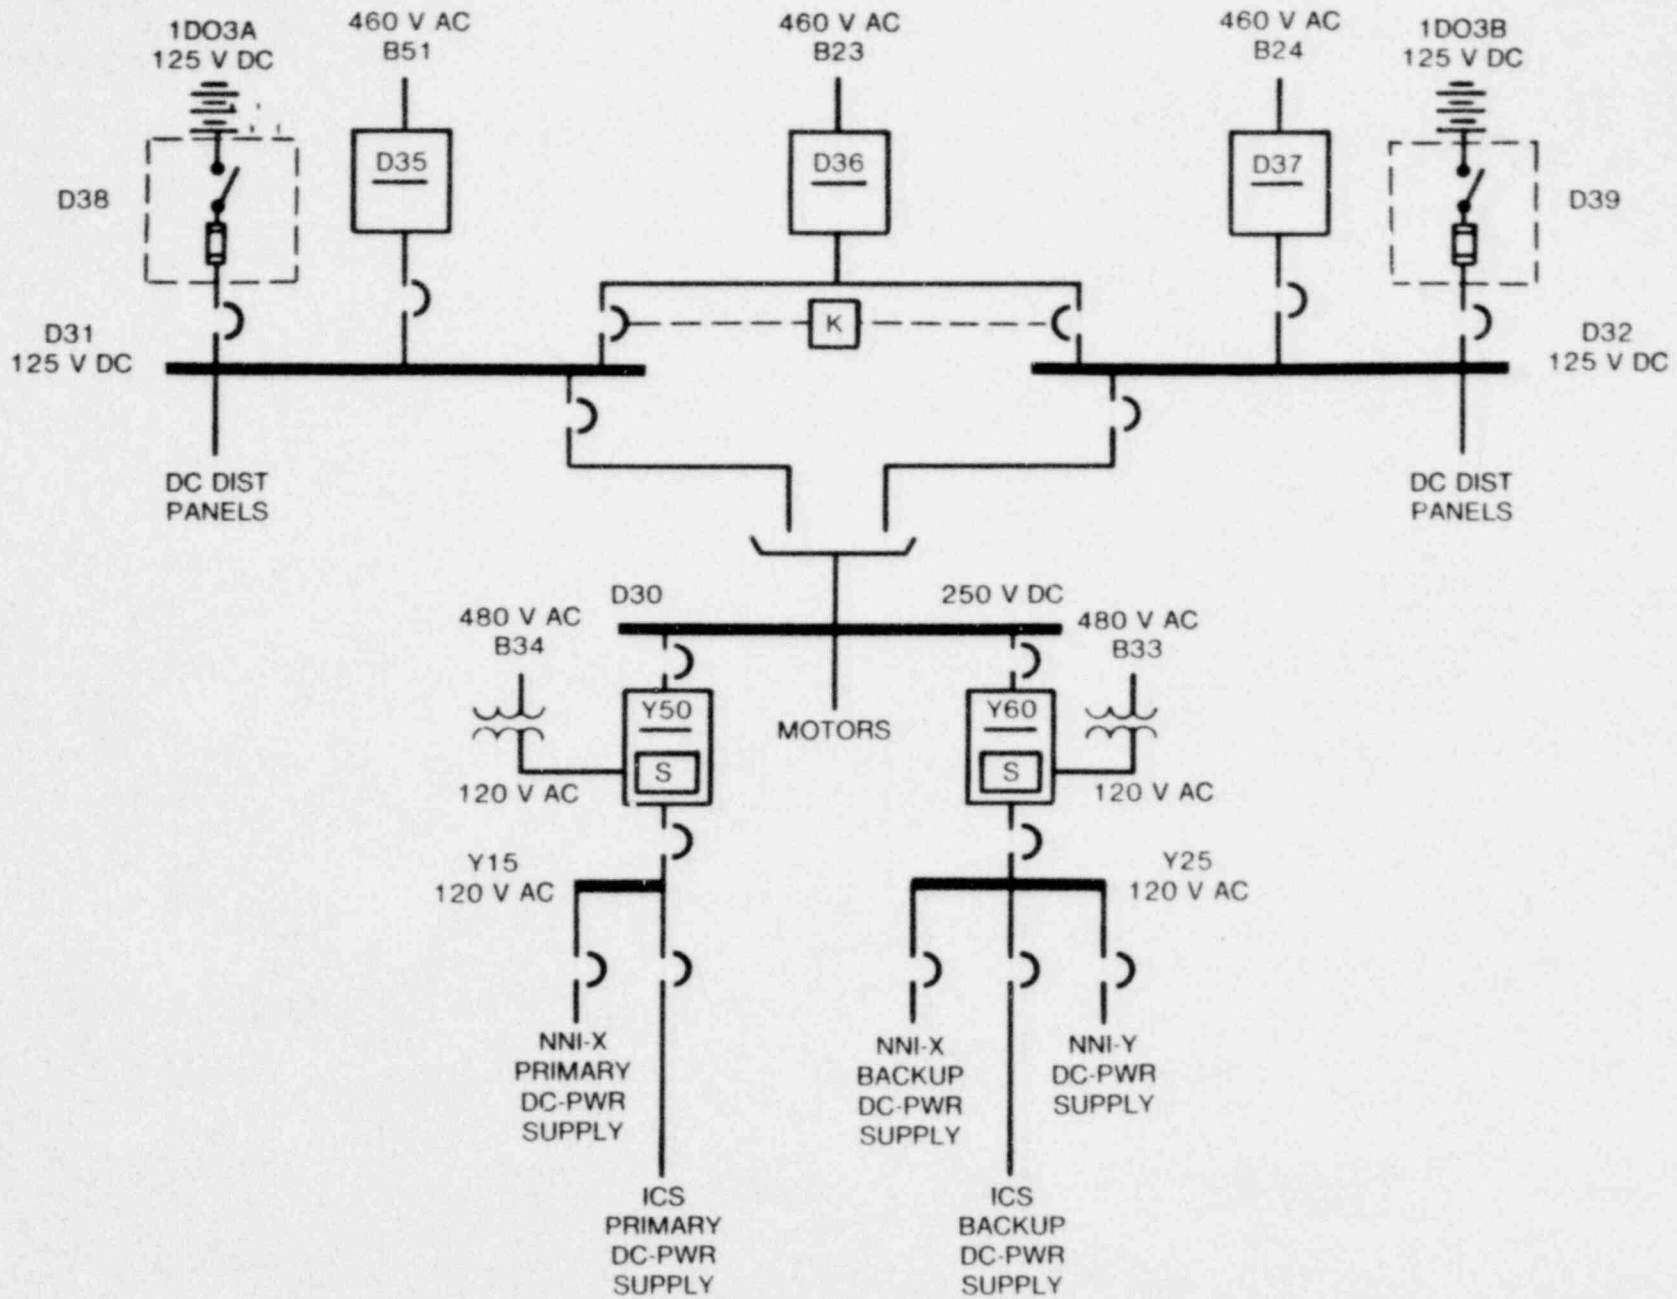 1DO3A
125 V DC
460 V AC
B51
460 V AC
B23
460 V AC
B24
1DO3B
125 V DC
D38
D35
D36
D37
D39
K
D31
125 V DC
D32
125 V DC
DC DIST
PANELS
DC DIST
PANELS
D30
250 V DC
480 V AC
B34
480 V AC
B33
Y50
S
MOTORS
Y60
S
120 V AC
120 V AC
Y15
120 V AC
Y25
120 V AC
NNI-X
PRIMARY
DC-PWR
SUPPLY
NNI-X
BACKUP
DC-PWR
SUPPLY
NNI-Y
DC-PWR
SUPPLY
ICS
PRIMARY
DC-PWR
SUPPLY
ICS
BACKUP
DC-PWR
SUPPLY